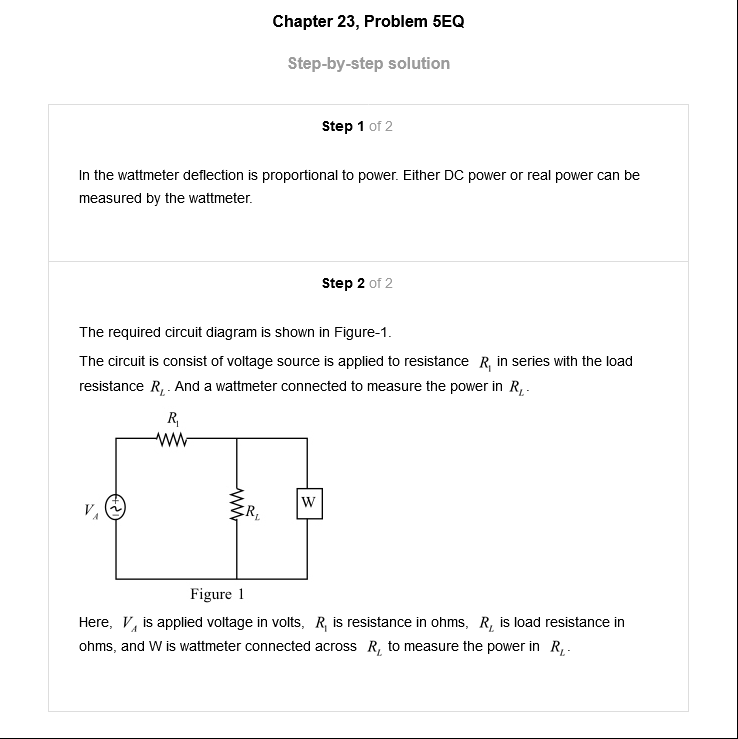 Chapter 23, Problem 5EQ
Step-by-step solution
Step 1 of 2
In the wattmeter deflection is proportional to power. Either DC power or real power can be
measured by the wattmeter.
Step 2 of 2
The required circuit diagram is shown in Figure-1.
The circuit is consist of voltage source is applied to resistance R₁ in series with the load
resistance R_L. And a wattmeter connected to measure the power in R_L.
R₁
V_A
+
~
−
R_L
W
Figure 1
Here, V_A is applied voltage in volts, R₁ is resistance in ohms, R_L is load resistance in
ohms, and W is wattmeter connected across R_L to measure the power in R_L.